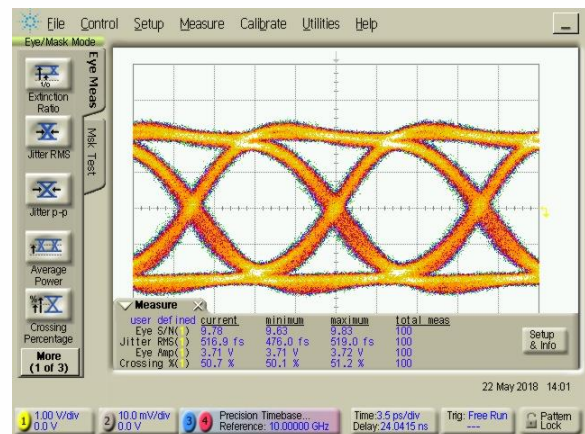 File Control Setup Measure Calibrate Utilities Help
Eye/Mask Mode
Eye Meas
Msk Test
Extinction
Ratio
Jitter RMS
Jitter p-p
Average
Power
Crossing
Percentage
More
(1 of 3)
Measure
user defined current minimum maximum total meas
Eye S/N( ) 9.78 9.63 9.83 100
Jitter RMS( ) 516.9 fs 476.0 fs 519.0 fs 100
Eye Amp( ) 3.71 V 3.71 V 3.72 V 100
Crossing %( ) 50.7 % 50.1 % 51.2 % 100
Setup
& Info
22 May 2018 14:01
1 1.00 V/div
0.0 V
2 10.0 mV/div
0.0 V
3 4 Precision Timebase...
Reference: 10.00000 GHz
Time:3.5 ps/div
Delay:24.0415 ns
Trig: Free Run
---
Pattern
Lock